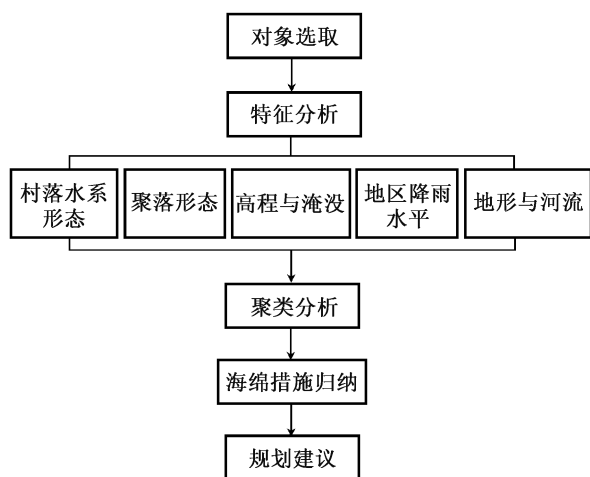 对象选取
特征分析
村落水系
形态
聚落形态
高程与淹没
地区降雨
水平
地形与河流
聚类分析
海绵措施归纳
规划建议